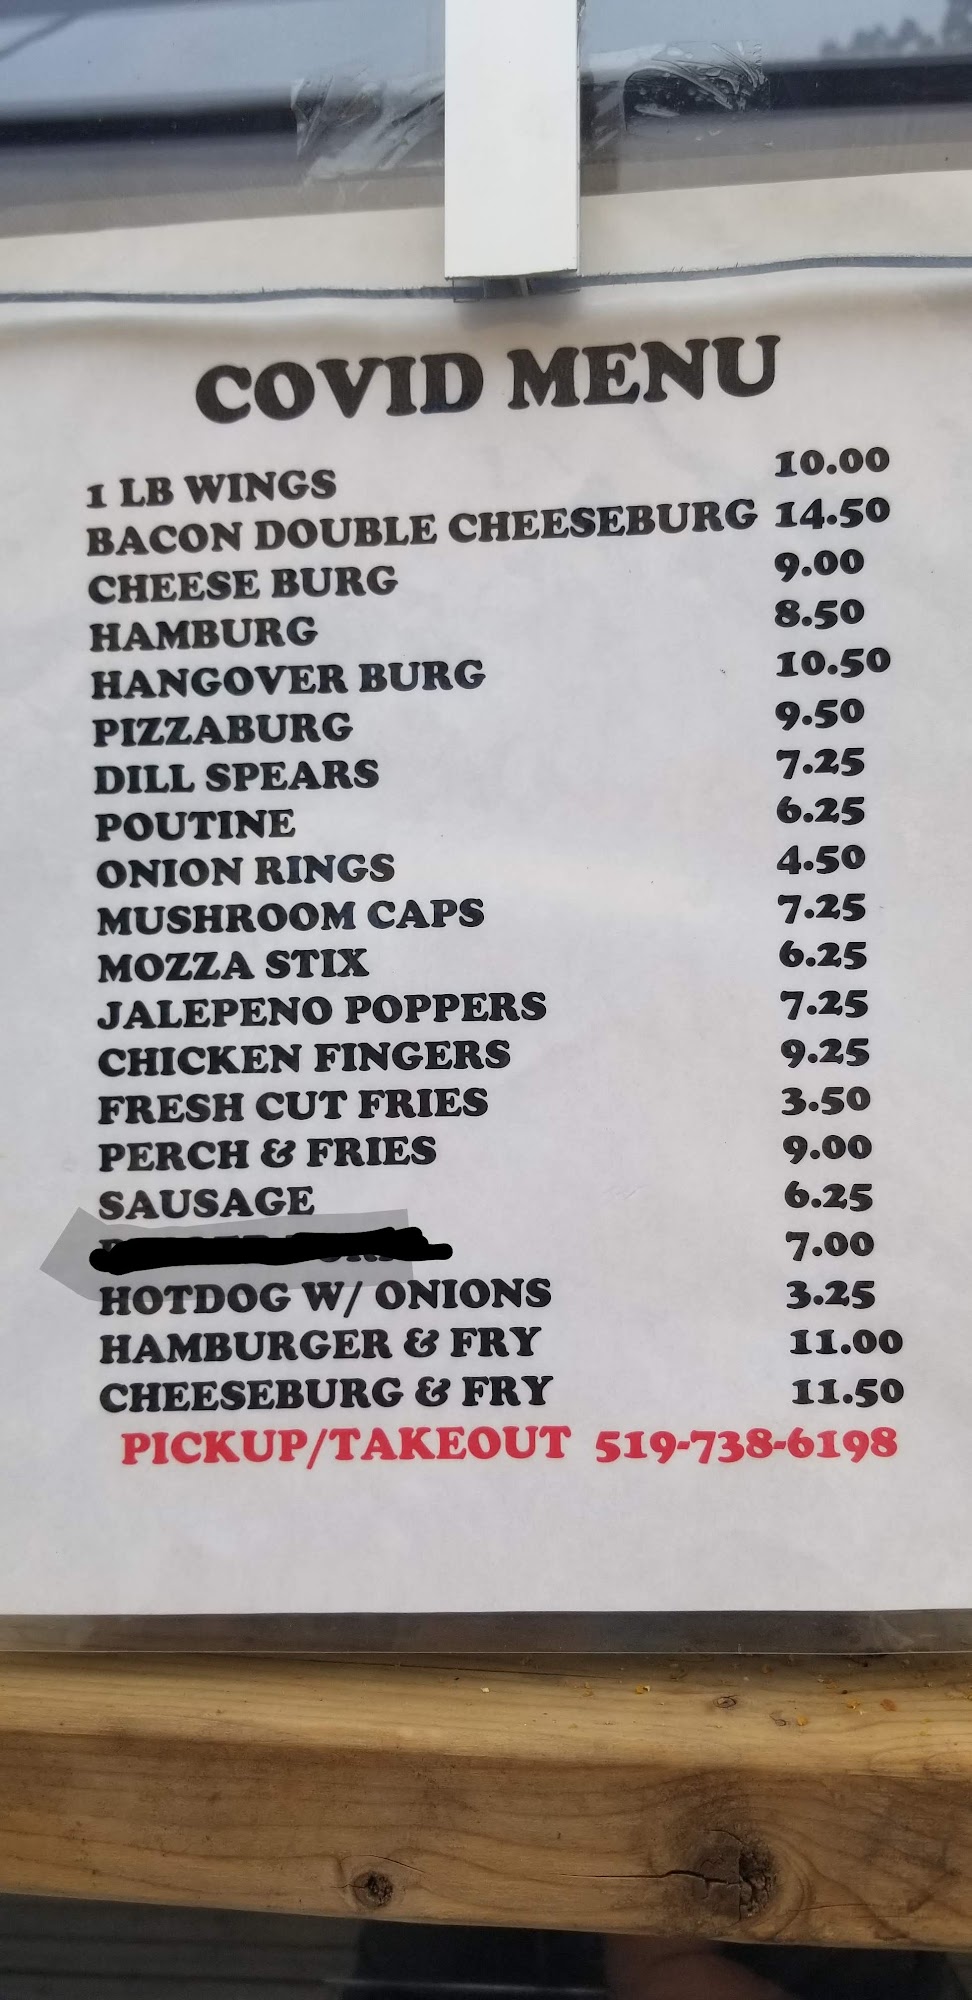 COVID MENU
1 LB WINGS 10.00
BACON DOUBLE CHEESEBURG 14.50
CHEESE BURG 9.00
HAMBURG 8.50
HANGOVER BURG 10.50
PIZZABURG 9.50
DILL SPEARS 7.25
POUTINE 6.25
ONION RINGS 4.50
MUSHROOM CAPS 7.25
MOZZA STIX 6.25
JALEPENO POPPERS 7.25
CHICKEN FINGERS 9.25
FRESH CUT FRIES 3.50
PERCH & FRIES 9.00
SAUSAGE 6.25
7.00
HOTDOG W/ ONIONS 3.25
HAMBURGER & FRY 11.00
CHEESEBURG & FRY 11.50
PICKUP/TAKEOUT 519-738-6198